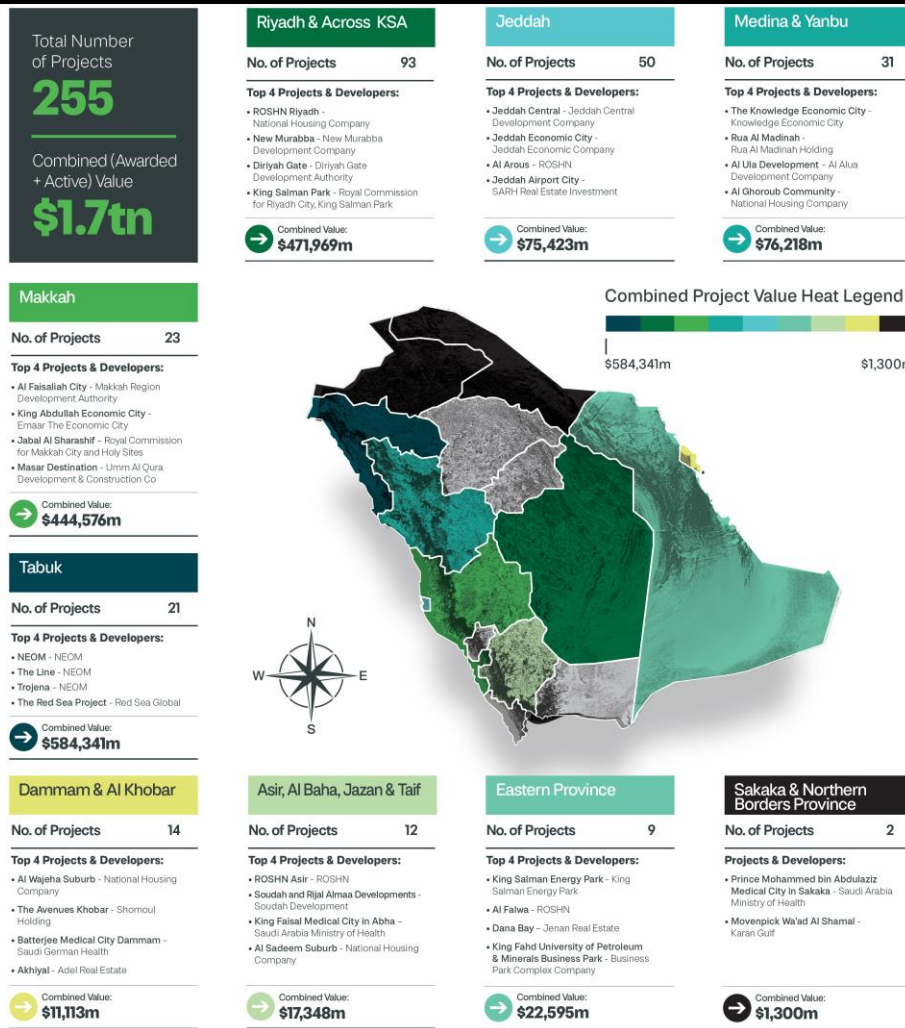 Total Number
of Projects
255
Combined (Awarded
+ Active) Value
$1.7tn
Riyadh & Across KSA
No. of Projects 93
Top 4 Projects & Developers:
• ROSHN Riyadh -
National Housing Company
• New Murabba - New Murabba
Development Company
• Diriyah Gate - Diriyah Gate
Development Authority
• King Salman Park - Royal Commission
for Riyadh City, King Salman Park
Combined Value:
$471,969m
Jeddah
No. of Projects 50
Top 4 Projects & Developers:
• Jeddah Central - Jeddah Central
Development Company
• Jeddah Economic City -
Jeddah Economic Company
• Al Arous - ROSHN
• Jeddah Airport City -
SARH Real Estate Investment
Combined Value:
$75,423m
Medina & Yanbu
No. of Projects 31
Top 4 Projects & Developers:
• The Knowledge Economic City -
Knowledge Economic City
• Rua Al Madinah -
Rua Al Madinah Holding
• Al Ula Development - Al Alua
Development Company
• Al Ghoroub Community -
National Housing Company
Combined Value:
$76,218m
Makkah
No. of Projects 23
Top 4 Projects & Developers:
• Al Faisaliah City - Makkah Region
Development Authority
• King Abdullah Economic City -
Emaar The Economic City
• Jabal Al Sharashif - Royal Commission
for Makkah City and Holy Sites
• Masar Destination - Umm Al Qura
Development & Construction Co
Combined Value:
$444,576m
Combined Project Value Heat Legend
$584,341m
Tabuk
No. of Projects 21
Top 4 Projects & Developers:
• NEOM - NEOM
• The Line - NEOM
• Trojena - NEOM
• The Red Sea Project - Red Sea Global
Combined Value:
$584,341m
N
W E
S
Dammam & Al Khobar
No. of Projects 14
Top 4 Projects & Developers:
• Al Wajeha Suburb - National Housing
Company
• The Avenues Khobar - Shomoul
Holding
• Batterjee Medical City Dammam –
Saudi German Health
• Akhiyal - Adel Real Estate
Combined Value:
$11,113m
Asir, Al Baha, Jazan & Taif
No. of Projects 12
Top 4 Projects & Developers:
• ROSHN Asir - ROSHN
• Soudah and Rijal Almaa Developments -
Soudah Development
• King Faisal Medical City in Abha –
Saudi Arabia Ministry of Health
• Al Sadeem Suburb - National Housing
Company
Combined Value:
$17,348m
Eastern Province
No. of Projects 9
Top 4 Projects & Developers:
• King Salman Energy Park - King
Salman Energy Park
• Al Falwa - ROSHN
• Dana Bay – Jenan Real Estate
• King Fahd University of Petroleum
& Minerals Business Park - Business
Park Complex Company
Combined Value:
$22,595m
Sakaka & Northern
Borders Province
No. of Projects 2
Projects & Developers:
• Prince Mohammed bin Abdulaziz
Medical City in Sakaka - Saudi Arabia
Ministry of Health
• Movenpick Wa'ad Al Shamal -
Karan Gulf
Combined Value:
$1,300m